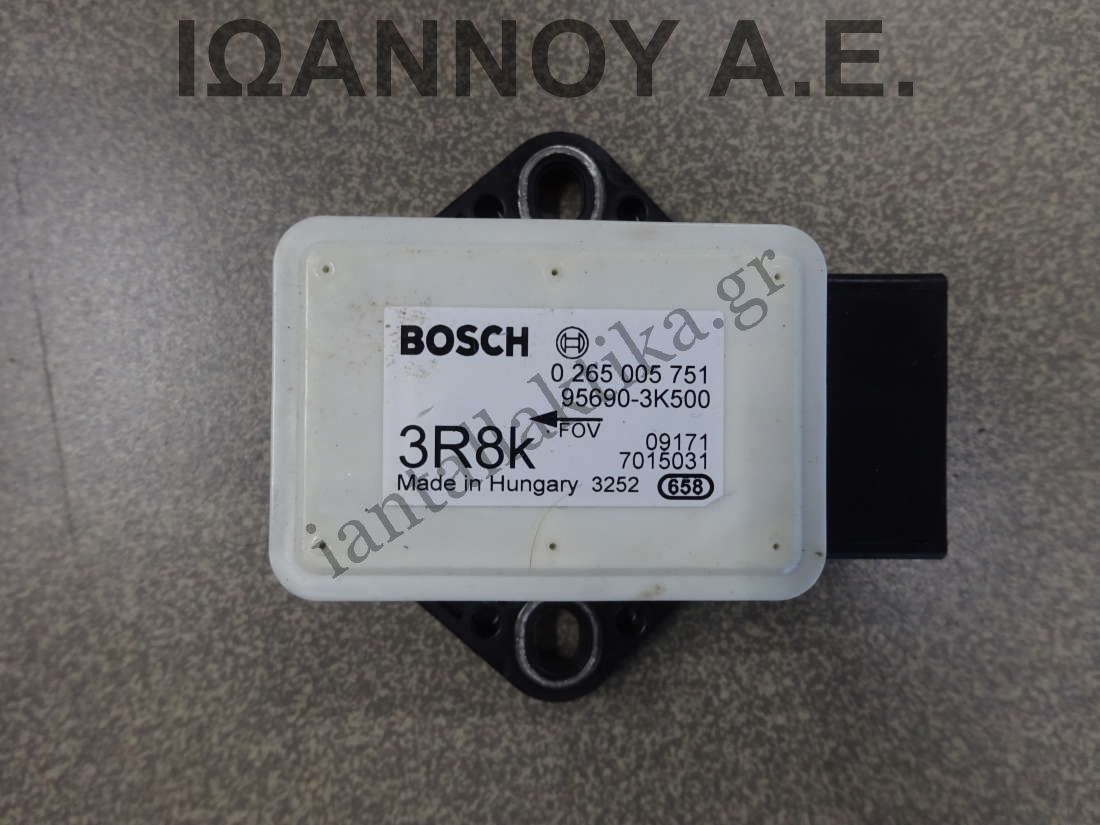 ΙΩΑΝΝΟΥ Α.Ε.
BOSCH
0 265 005 751
95690-3K500
FOV
3R8k
09171
7015031
Made in Hungary 3252 658
iantallaktika.gr